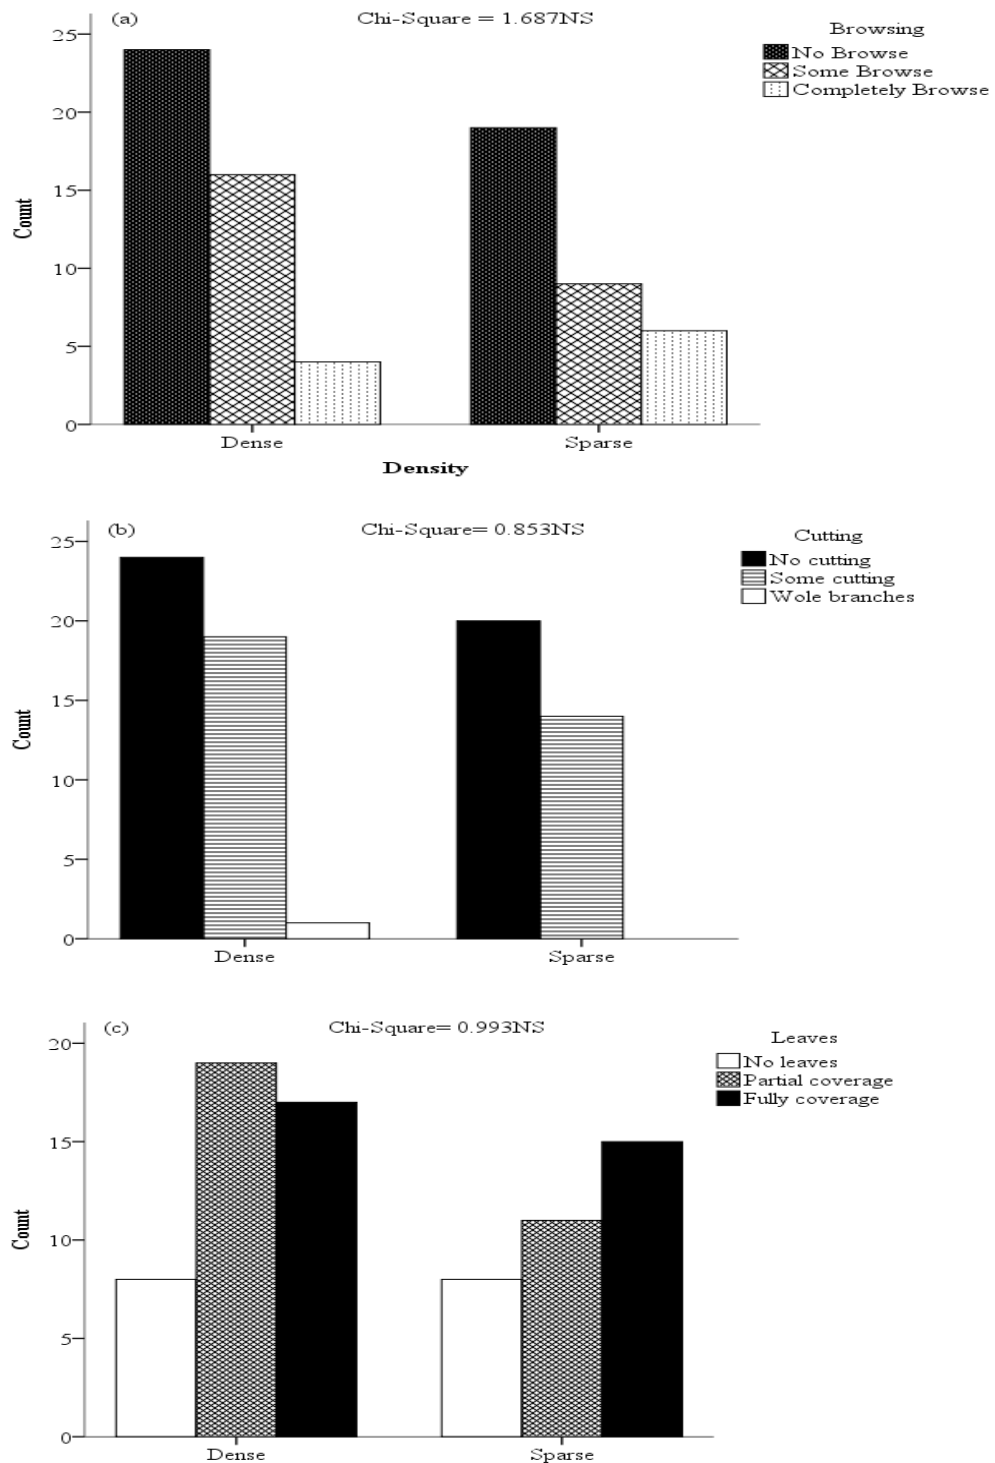 (a)
Chi-Square = 1.687NS
Browsing
No Browse
Some Browse
Completely Browse
25
20
15
10
5
0
Count
Dense
Sparse
Density
(b)
Chi-Square= 0.853NS
Cutting
No cutting
Some cutting
Wole branches
25
20
15
10
5
0
Count
Dense
Sparse
(c)
Chi-Square= 0.993NS
Leaves
No leaves
Partial coverage
Fully coverage
20
15
10
5
0
Count
Dense
Sparse